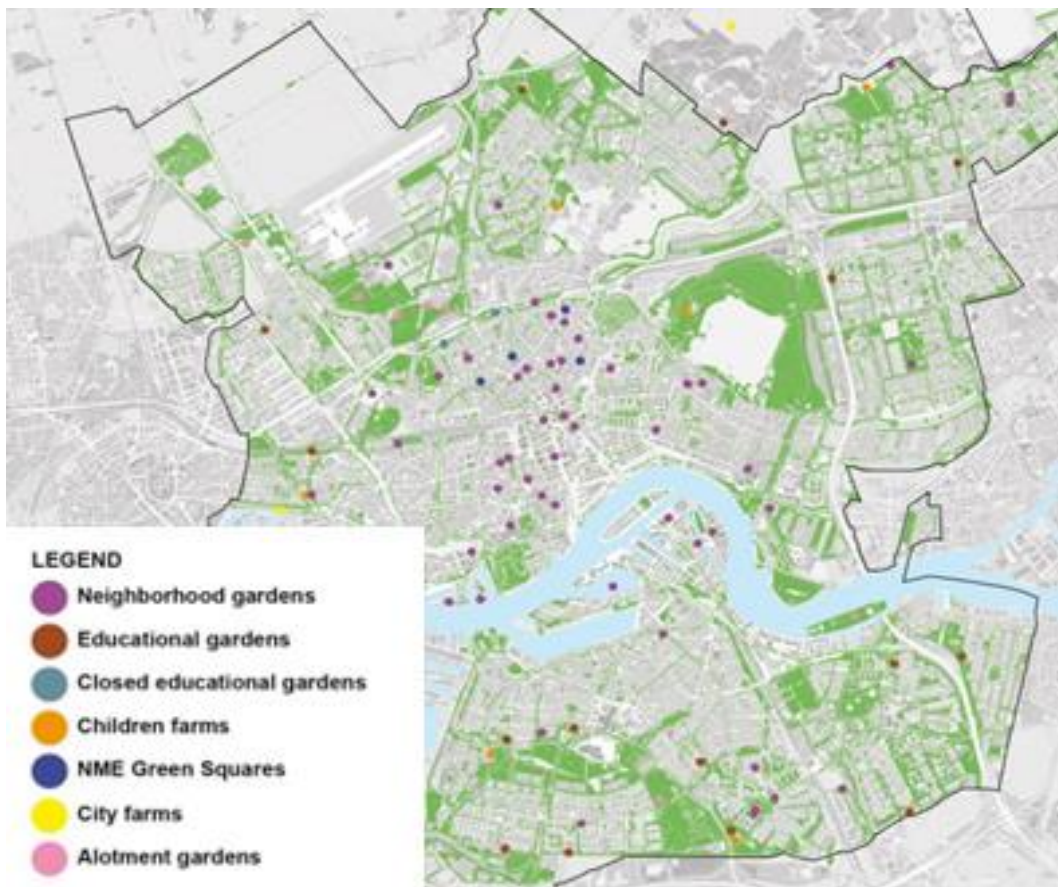 LEGEND
Neighborhood gardens
Educational gardens
Closed educational gardens
Children farms
NME Green Squares
City farms
Alotment gardens